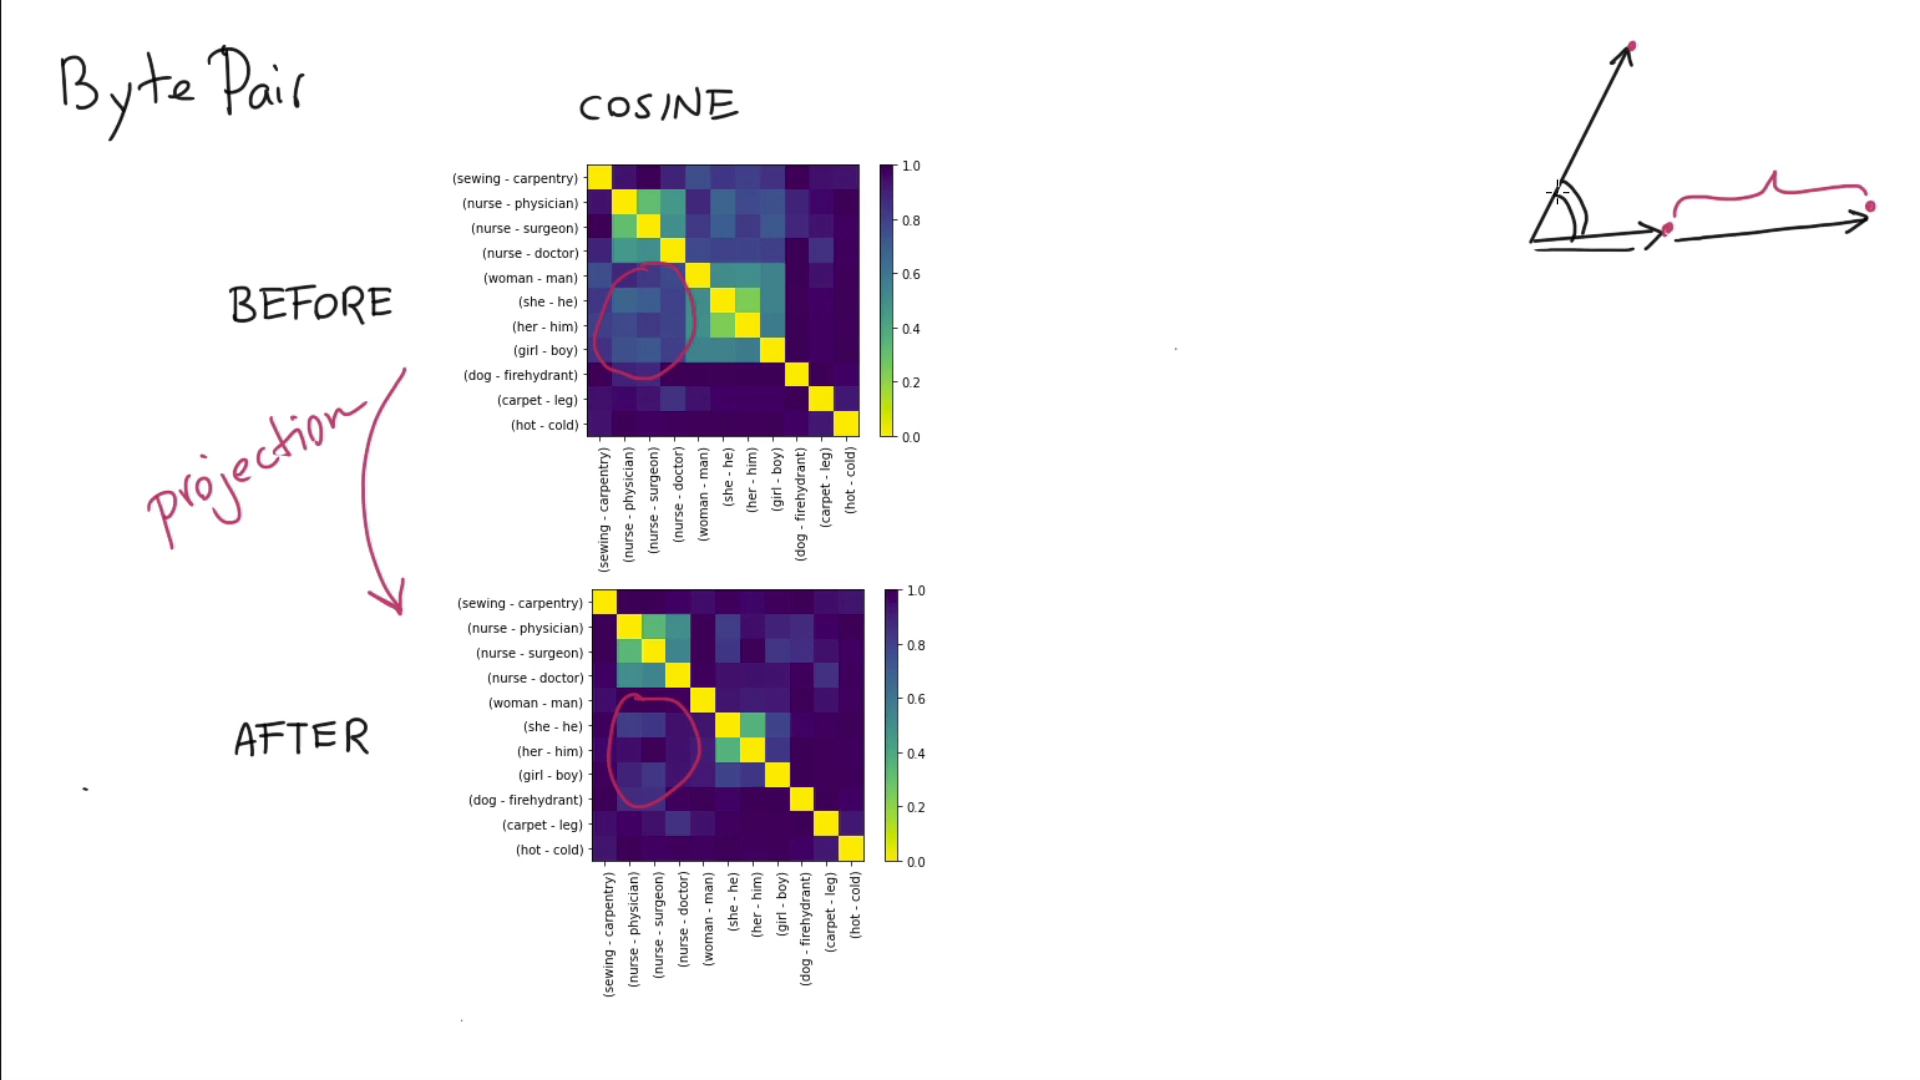 Byte Pair
COSINE
BEFORE
projection
AFTER
(sewing - carpentry)
(nurse - physician)
(nurse - surgeon)
(nurse - doctor)
(woman - man)
(she - he)
(her - him)
(girl - boy)
(dog - firehydrant)
(carpet - leg)
(hot - cold)
1.0
0.8
0.6
0.4
0.2
0.0
(sewing - carpentry)
(nurse - physician)
(nurse - surgeon)
(nurse - doctor)
(woman - man)
(she - he)
(her - him)
(girl - boy)
(dog - firehydrant)
(carpet - leg)
(hot - cold)
(sewing - carpentry)
(nurse - physician)
(nurse - surgeon)
(nurse - doctor)
(woman - man)
(she - he)
(her - him)
(girl - boy)
(dog - firehydrant)
(carpet - leg)
(hot - cold)
1.0
0.8
0.6
0.4
0.2
0.0
(sewing - carpentry)
(nurse - physician)
(nurse - surgeon)
(nurse - doctor)
(woman - man)
(she - he)
(her - him)
(girl - boy)
(dog - firehydrant)
(carpet - leg)
(hot - cold)